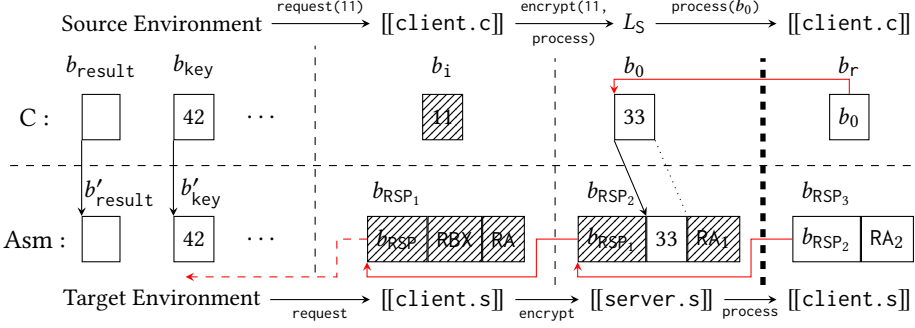 Source Environment request(11) [[client.c]] encrypt(11, process) L_S process(b_0) [[client.c]]
b_result b_key b_i b_0 b_r
C : 42 ⋯ 11 33 b_0
b′_result b′_key b_RSP_1 b_RSP_2 b_RSP_3
Asm : 42 ⋯ b_RSP RBX RA b_RSP_1 33 RA_1 b_RSP_2 RA_2
Target Environment request [[client.s]] encrypt [[server.s]] process [[client.s]]